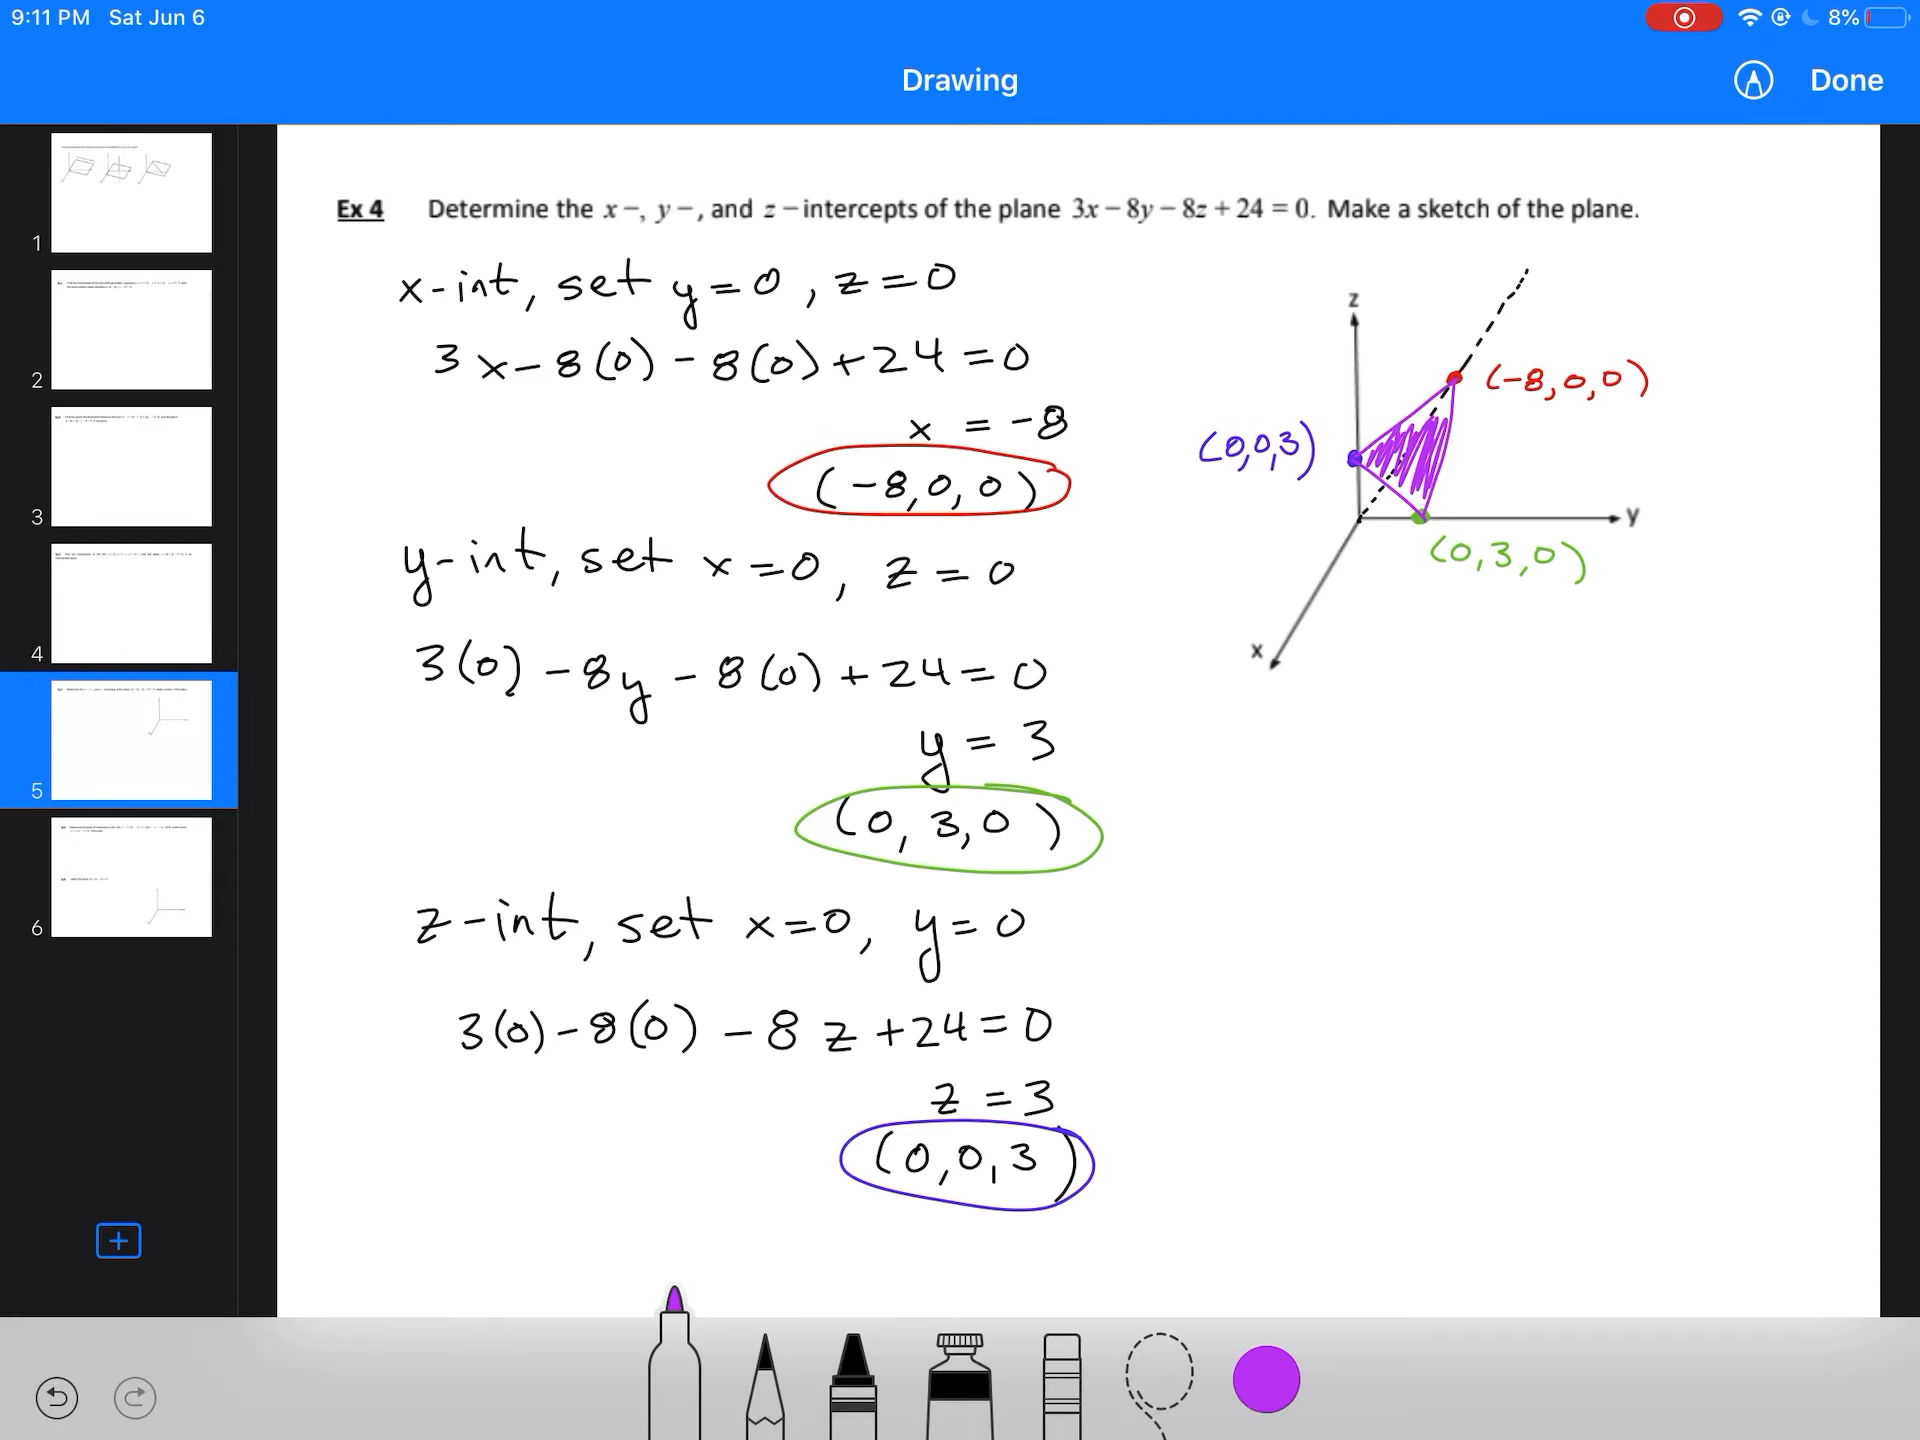 9:11 PM Sat Jun 6
8%
Drawing
Done
Ex 4 Determine the x −, y −, and z − intercepts of the plane 3x − 8y − 8z + 24 = 0. Make a sketch of the plane.
x-int, set y = 0, z = 0
3x − 8(0) − 8(0) + 24 = 0
x = −8
(−8, 0, 0)
y-int, set x = 0, z = 0
3(0) − 8y − 8(0) + 24 = 0
y = 3
(0, 3, 0)
z-int, set x = 0, y = 0
3(0) − 8(0) − 8z + 24 = 0
z = 3
(0, 0, 3)
z
(−8, 0, 0)
(0, 0, 3)
y
(0, 3, 0)
x
1
2
3
4
5
6